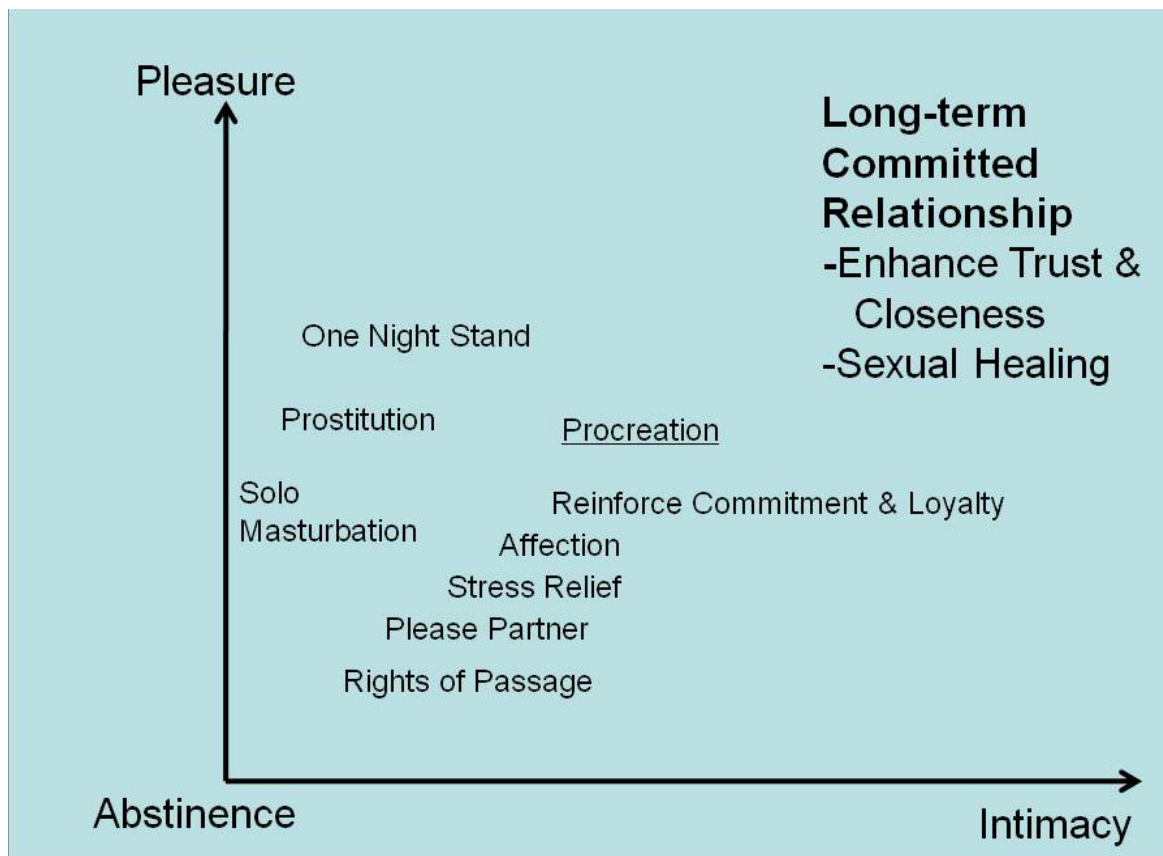 Pleasure
Long-term
Committed
Relationship
-Enhance Trust &
Closeness
-Sexual Healing
One Night Stand
Prostitution
Procreation
Solo
Masturbation
Reinforce Commitment & Loyalty
Affection
Stress Relief
Please Partner
Rights of Passage
Abstinence
Intimacy